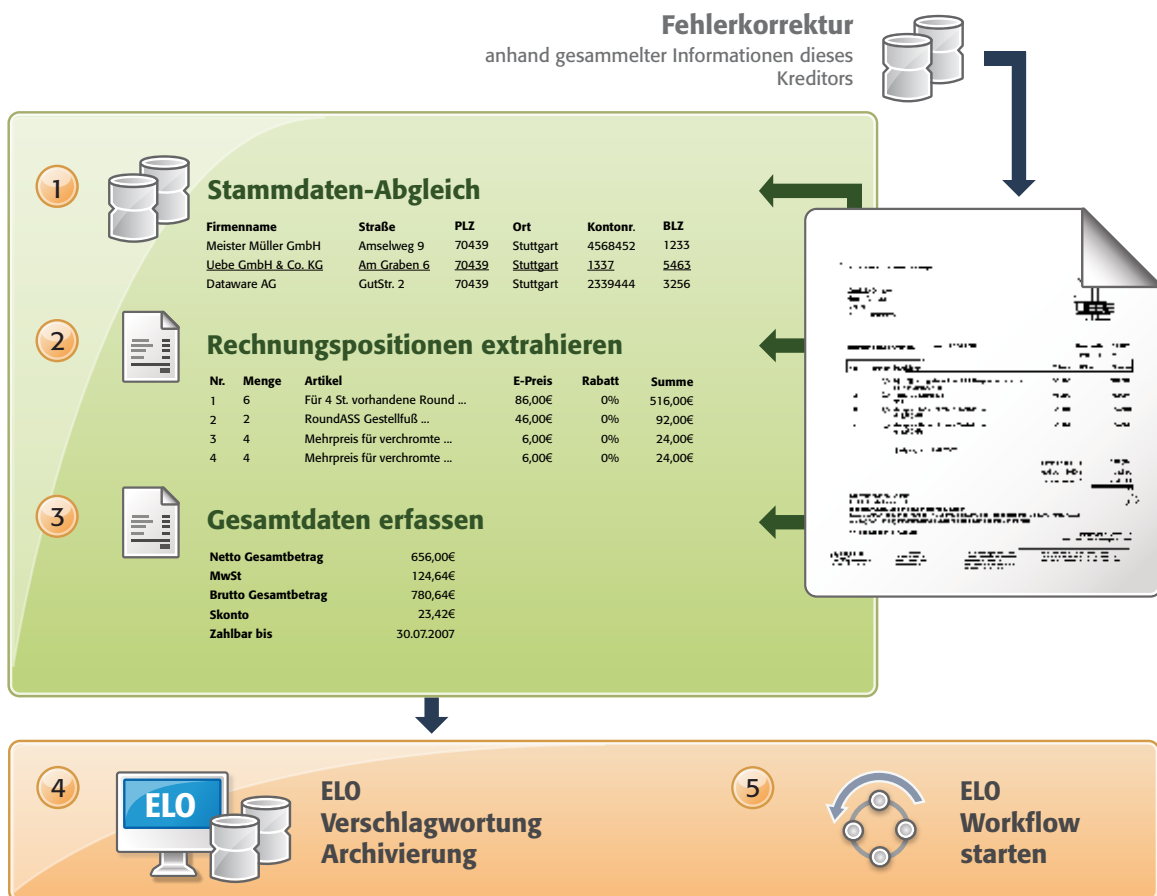 Fehlerkorrektur
anhand gesammelter Informationen dieses
Kreditors
1
Stammdaten-Abgleich
Firmenname Straße PLZ Ort Kontonr. BLZ
Meister Müller GmbH Amselweg 9 70439 Stuttgart 4568452 1233
Uebe GmbH & Co. KG Am Graben 6 70439 Stuttgart 1337 5463
Dataware AG GutStr. 2 70439 Stuttgart 2339444 3256
2
Rechnungspositionen extrahieren
Nr. Menge Artikel E-Preis Rabatt Summe
1 6 Für 4 St. vorhandene Round ... 86,00€ 0% 516,00€
2 2 RoundASS Gestellfuß ... 46,00€ 0% 92,00€
3 4 Mehrpreis für verchromte ... 6,00€ 0% 24,00€
4 4 Mehrpreis für verchromte ... 6,00€ 0% 24,00€
3
Gesamtdaten erfassen
Netto Gesamtbetrag 656,00€
MwSt 124,64€
Brutto Gesamtbetrag 780,64€
Skonto 23,42€
Zahlbar bis 30.07.2007
4
ELO
ELO
Verschlagwortung
Archivierung
5
ELO
Workflow
starten